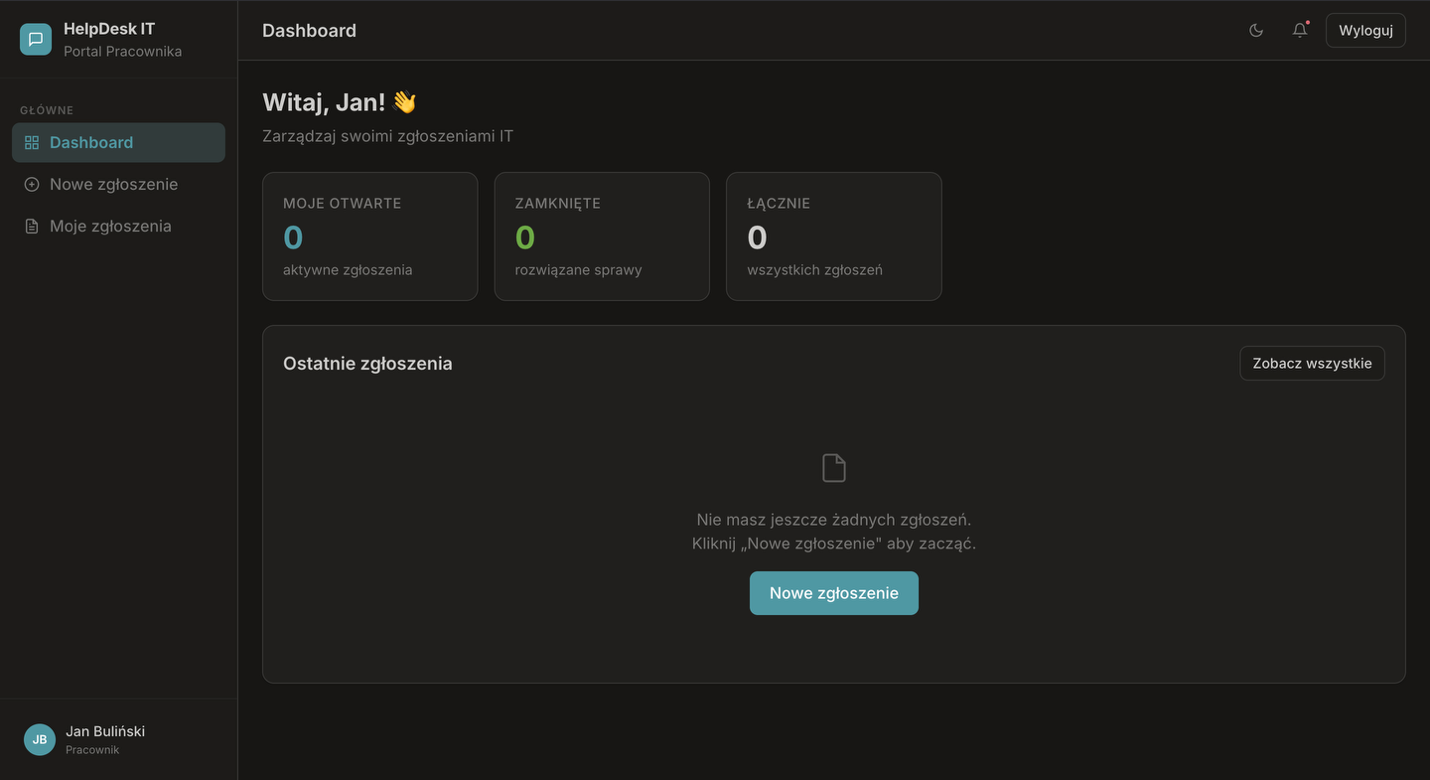 HelpDesk IT
Portal Pracownika
GŁÓWNE
Dashboard
Nowe zgłoszenie
Moje zgłoszenia
JB
Jan Buliński
Pracownik
Dashboard
Wyloguj
Witaj, Jan! 👋
Zarządzaj swoimi zgłoszeniami IT
MOJE OTWARTE
0
aktywne zgłoszenia
ZAMKNIĘTE
0
rozwiązane sprawy
ŁĄCZNIE
0
wszystkich zgłoszeń
Ostatnie zgłoszenia
Zobacz wszystkie
Nie masz jeszcze żadnych zgłoszeń.
Kliknij „Nowe zgłoszenie" aby zacząć.
Nowe zgłoszenie